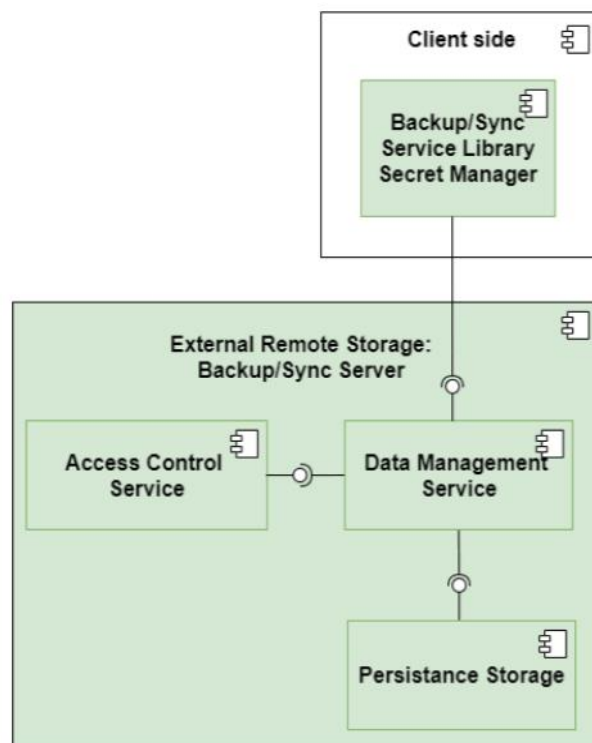 Client side
Backup/Sync
Service Library
Secret Manager
External Remote Storage:
Backup/Sync Server
Access Control
Service
Data Management
Service
Persistance Storage